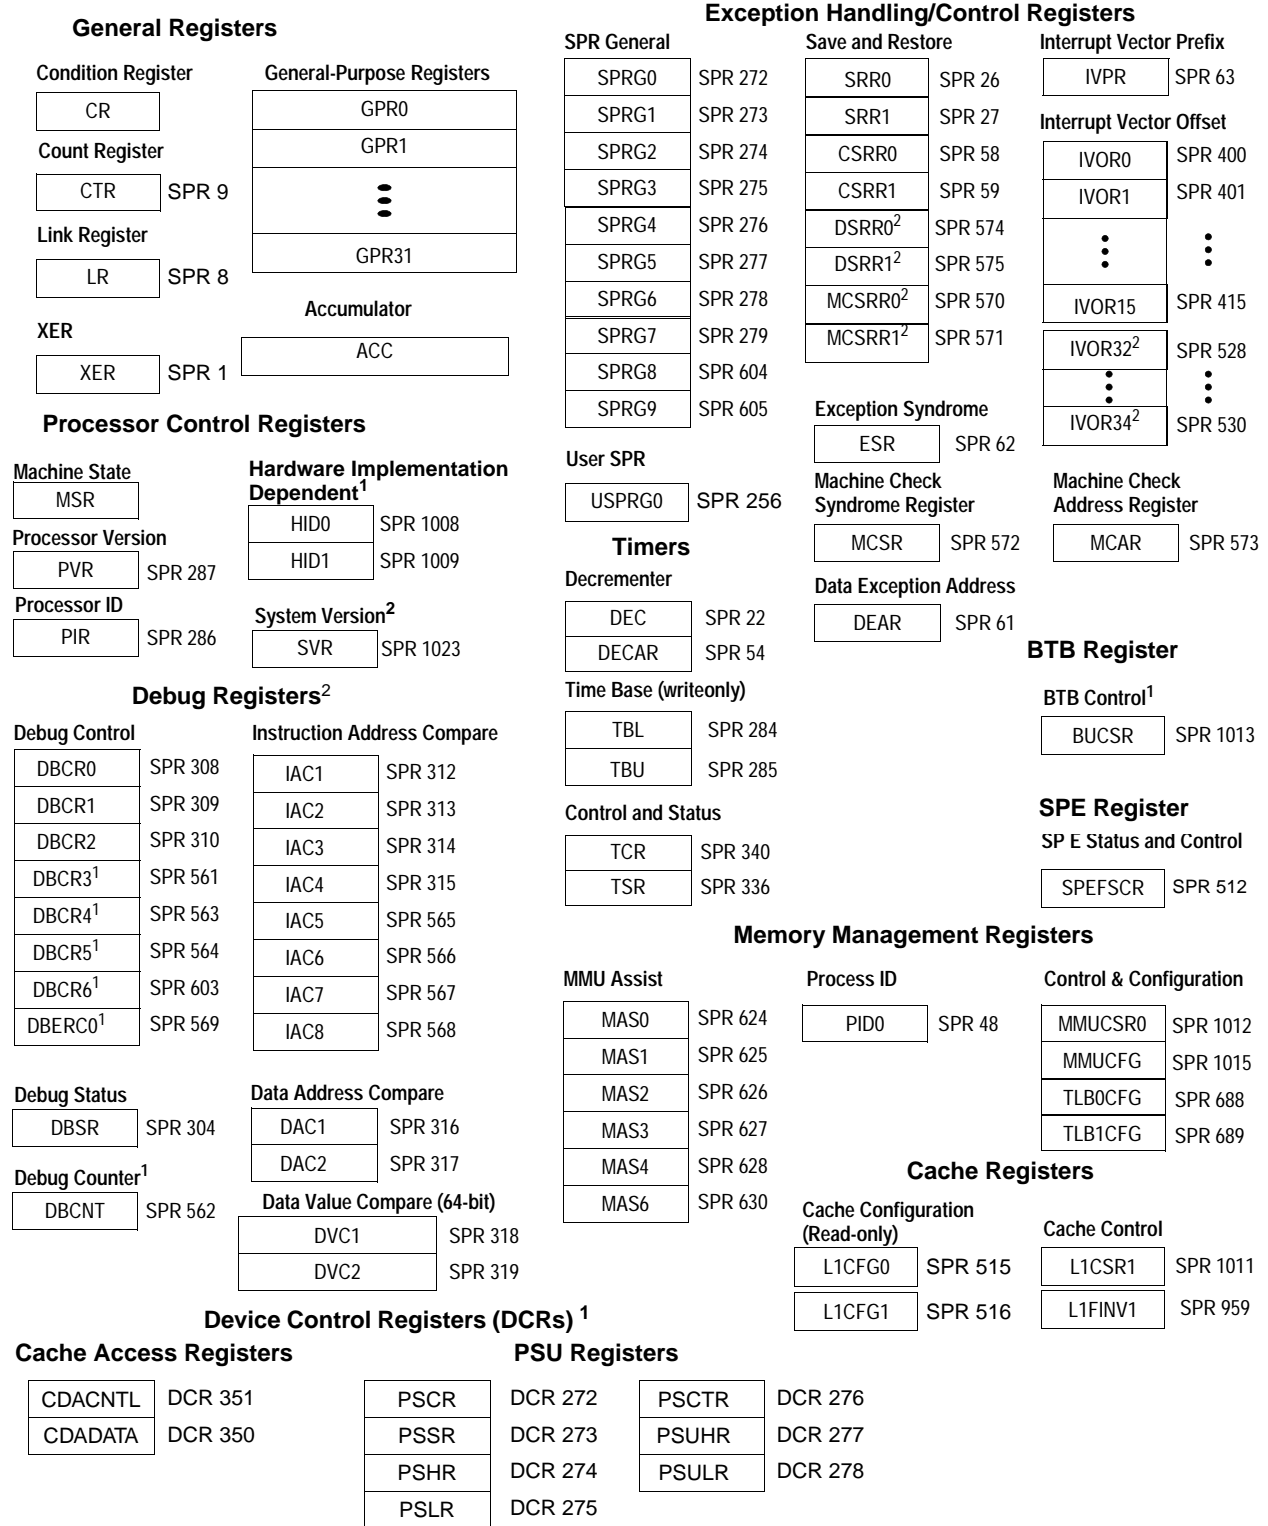 General Registers
Condition Register
CR
Count Register
CTR SPR 9
Link Register
LR SPR 8
XER
XER SPR 1
General-Purpose Registers
GPR0
GPR1
GPR31
Accumulator
ACC
Processor Control Registers
Machine State
MSR
Processor Version
PVR SPR 287
Processor ID
PIR SPR 286
Hardware Implementation
Dependent1
HID0 SPR 1008
HID1 SPR 1009
System Version2
SVR SPR 1023
Debug Registers2
Debug Control
DBCR0 SPR 308
DBCR1 SPR 309
DBCR2 SPR 310
DBCR31 SPR 561
DBCR41 SPR 563
DBCR51 SPR 564
DBCR61 SPR 603
DBERC01 SPR 569
Debug Status
DBSR SPR 304
Debug Counter1
DBCNT SPR 562
Instruction Address Compare
IAC1 SPR 312
IAC2 SPR 313
IAC3 SPR 314
IAC4 SPR 315
IAC5 SPR 565
IAC6 SPR 566
IAC7 SPR 567
IAC8 SPR 568
Data Address Compare
DAC1 SPR 316
DAC2 SPR 317
Data Value Compare (64-bit)
DVC1 SPR 318
DVC2 SPR 319
Exception Handling/Control Registers
SPR General
SPRG0 SPR 272
SPRG1 SPR 273
SPRG2 SPR 274
SPRG3 SPR 275
SPRG4 SPR 276
SPRG5 SPR 277
SPRG6 SPR 278
SPRG7 SPR 279
SPRG8 SPR 604
SPRG9 SPR 605
User SPR
USPRG0 SPR 256
Save and Restore
SRR0 SPR 26
SRR1 SPR 27
CSRR0 SPR 58
CSRR1 SPR 59
DSRR02 SPR 574
DSRR12 SPR 575
MCSRR02 SPR 570
MCSRR12 SPR 571
Exception Syndrome
ESR SPR 62
Machine Check
Syndrome Register
MCSR SPR 572
Data Exception Address
DEAR SPR 61
Interrupt Vector Prefix
IVPR SPR 63
Interrupt Vector Offset
IVOR0 SPR 400
IVOR1 SPR 401
IVOR15 SPR 415
IVOR322 SPR 528
IVOR342 SPR 530
Machine Check
Address Register
MCAR SPR 573
Timers
Decrementer
DEC SPR 22
DECAR SPR 54
Time Base (writeonly)
TBL SPR 284
TBU SPR 285
Control and Status
TCR SPR 340
TSR SPR 336
BTB Register
BTB Control1
BUCSR SPR 1013
SPE Register
SP E Status and Control
SPEFSCR SPR 512
Memory Management Registers
MMU Assist
MAS0 SPR 624
MAS1 SPR 625
MAS2 SPR 626
MAS3 SPR 627
MAS4 SPR 628
MAS6 SPR 630
Process ID
PID0 SPR 48
Control & Configuration
MMUCSR0 SPR 1012
MMUCFG SPR 1015
TLB0CFG SPR 688
TLB1CFG SPR 689
Cache Registers
Cache Configuration
(Read-only)
L1CFG0 SPR 515
L1CFG1 SPR 516
Cache Control
L1CSR1 SPR 1011
L1FINV1 SPR 959
Device Control Registers (DCRs) 1
Cache Access Registers
CDACNTL DCR 351
CDADATA DCR 350
PSU Registers
PSCR DCR 272
PSSR DCR 273
PSHR DCR 274
PSLR DCR 275
PSCTR DCR 276
PSUHR DCR 277
PSULR DCR 278